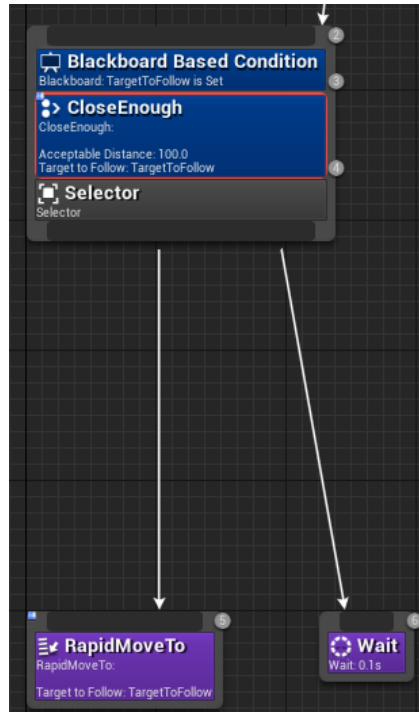 2
Blackboard Based Condition
Blackboard: TargetToFollow is Set
3
CloseEnough
CloseEnough:
Acceptable Distance: 100.0
Target to Follow: TargetToFollow
4
Selector
Selector
5
RapidMoveTo
RapidMoveTo:
Target to Follow: TargetToFollow
6
Wait
Wait: 0.1s